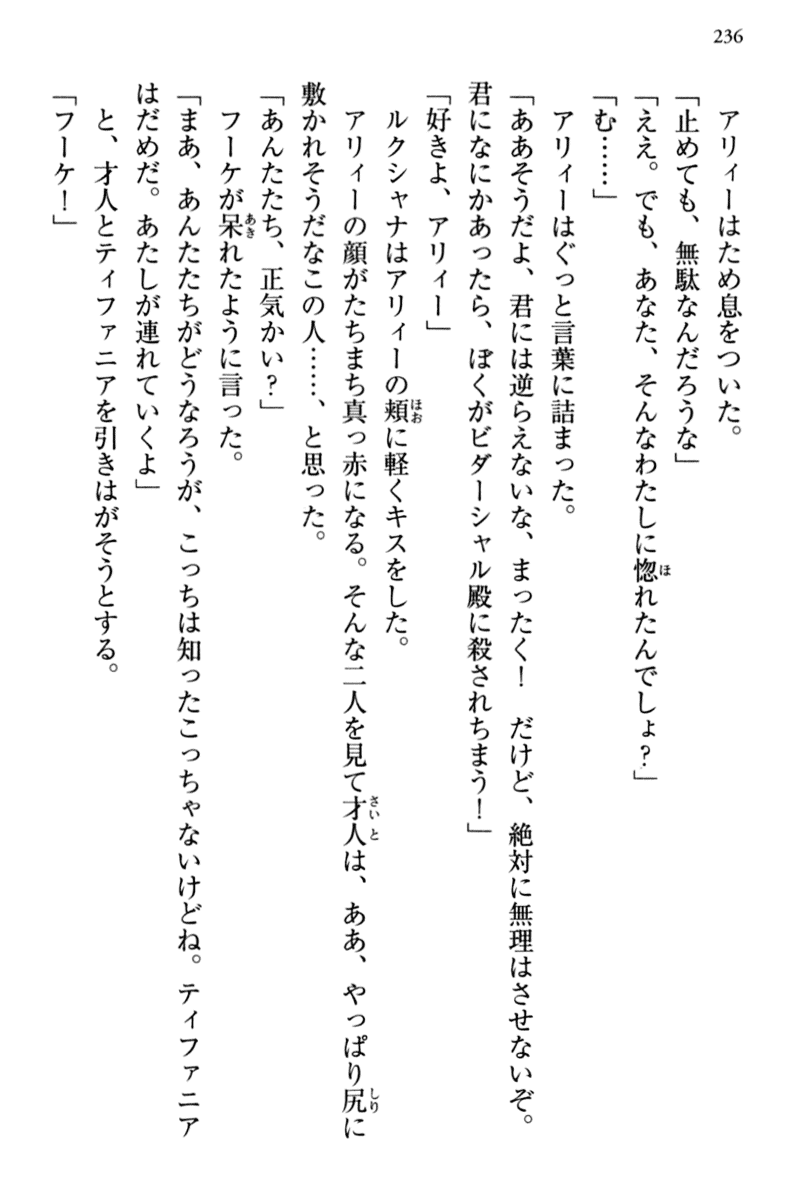 236
アリィーはため息をついた。
「止めても、無駄なんだろうな」
「ええ。でも、あなた、そんなわたしに惚れたんでしょ？」
「む……」
アリィーはぐっと言葉に詰まった。
「ああそうだよ、君には逆らえないな、まったく！　だけど、絶対に無理はさせないぞ。
君になにかあったら、ぼくがビダーシャル殿に殺されちまう！」
「好きよ、アリィー」
ルクシャナはアリィーの頬に軽くキスをした。
アリィーの顔がたちまち真っ赤になる。そんな二人を見て才人は、ああ、やっぱり尻に
敷かれそうだなこの人……、と思った。
「あんたたち、正気かい？」
フーケが呆れたように言った。
「まあ、あんたたちがどうなろうが、こっちは知ったこっちゃないけどね。ティファニア
はだめだ。あたしが連れていくよ」
と、才人とティファニアを引きはがそうとする。
「フーケ！」